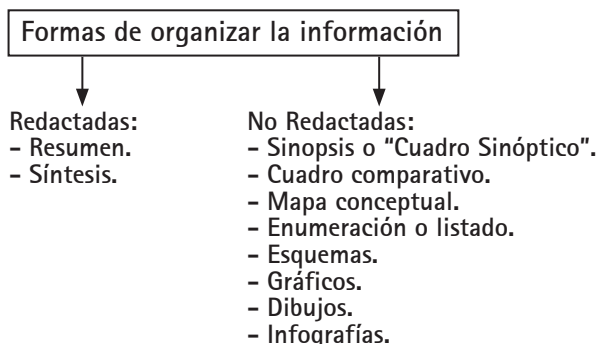 Formas de organizar la información
Redactadas:
– Resumen.
– Síntesis.
No Redactadas:
– Sinopsis o “Cuadro Sinóptico”.
– Cuadro comparativo.
– Mapa conceptual.
– Enumeración o listado.
– Esquemas.
– Gráficos.
– Dibujos.
– Infografías.